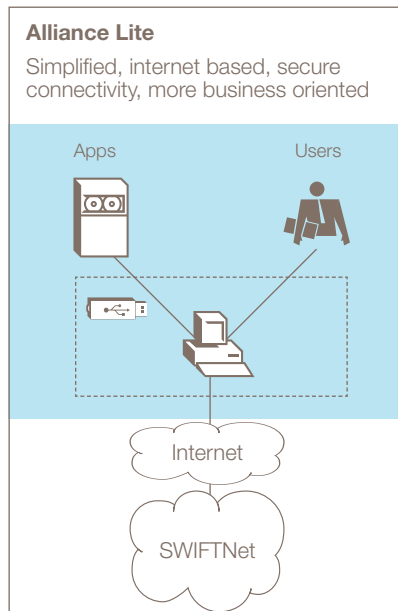 Alliance Lite
Simplified, internet based, secure
connectivity, more business oriented
Apps
Users
Internet
SWIFTNet